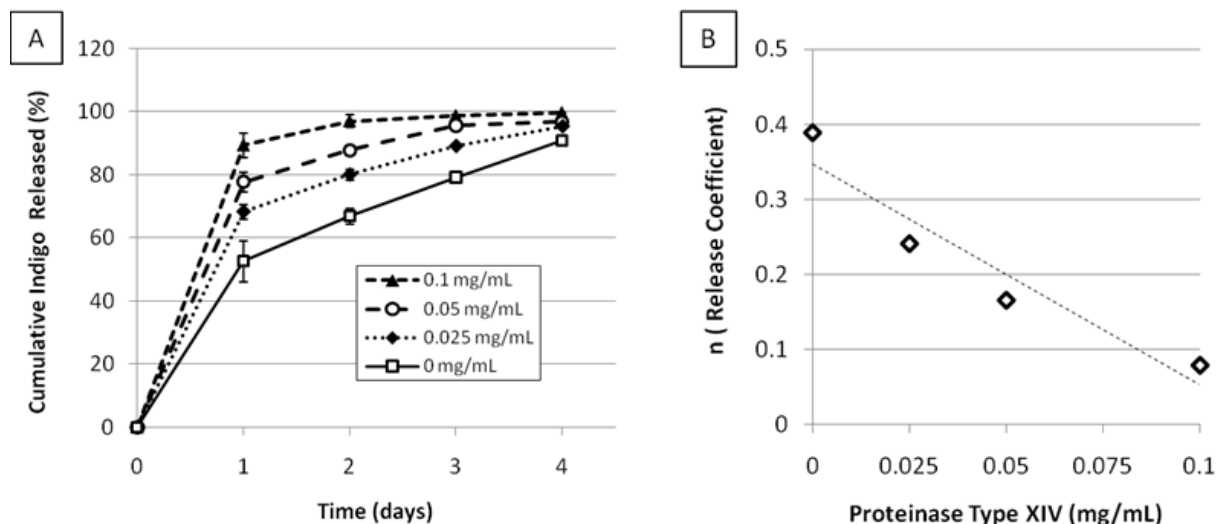 A
Cumulative Indigo Released (%)
120
100
80
60
40
20
0
0.1 mg/mL
0.05 mg/mL
0.025 mg/mL
0 mg/mL
0 1 2 3 4
Time (days)
B
n ( Release Coefficient)
0.5
0.4
0.3
0.2
0.1
0
0 0.025 0.05 0.075 0.1
Proteinase Type XIV (mg/mL)